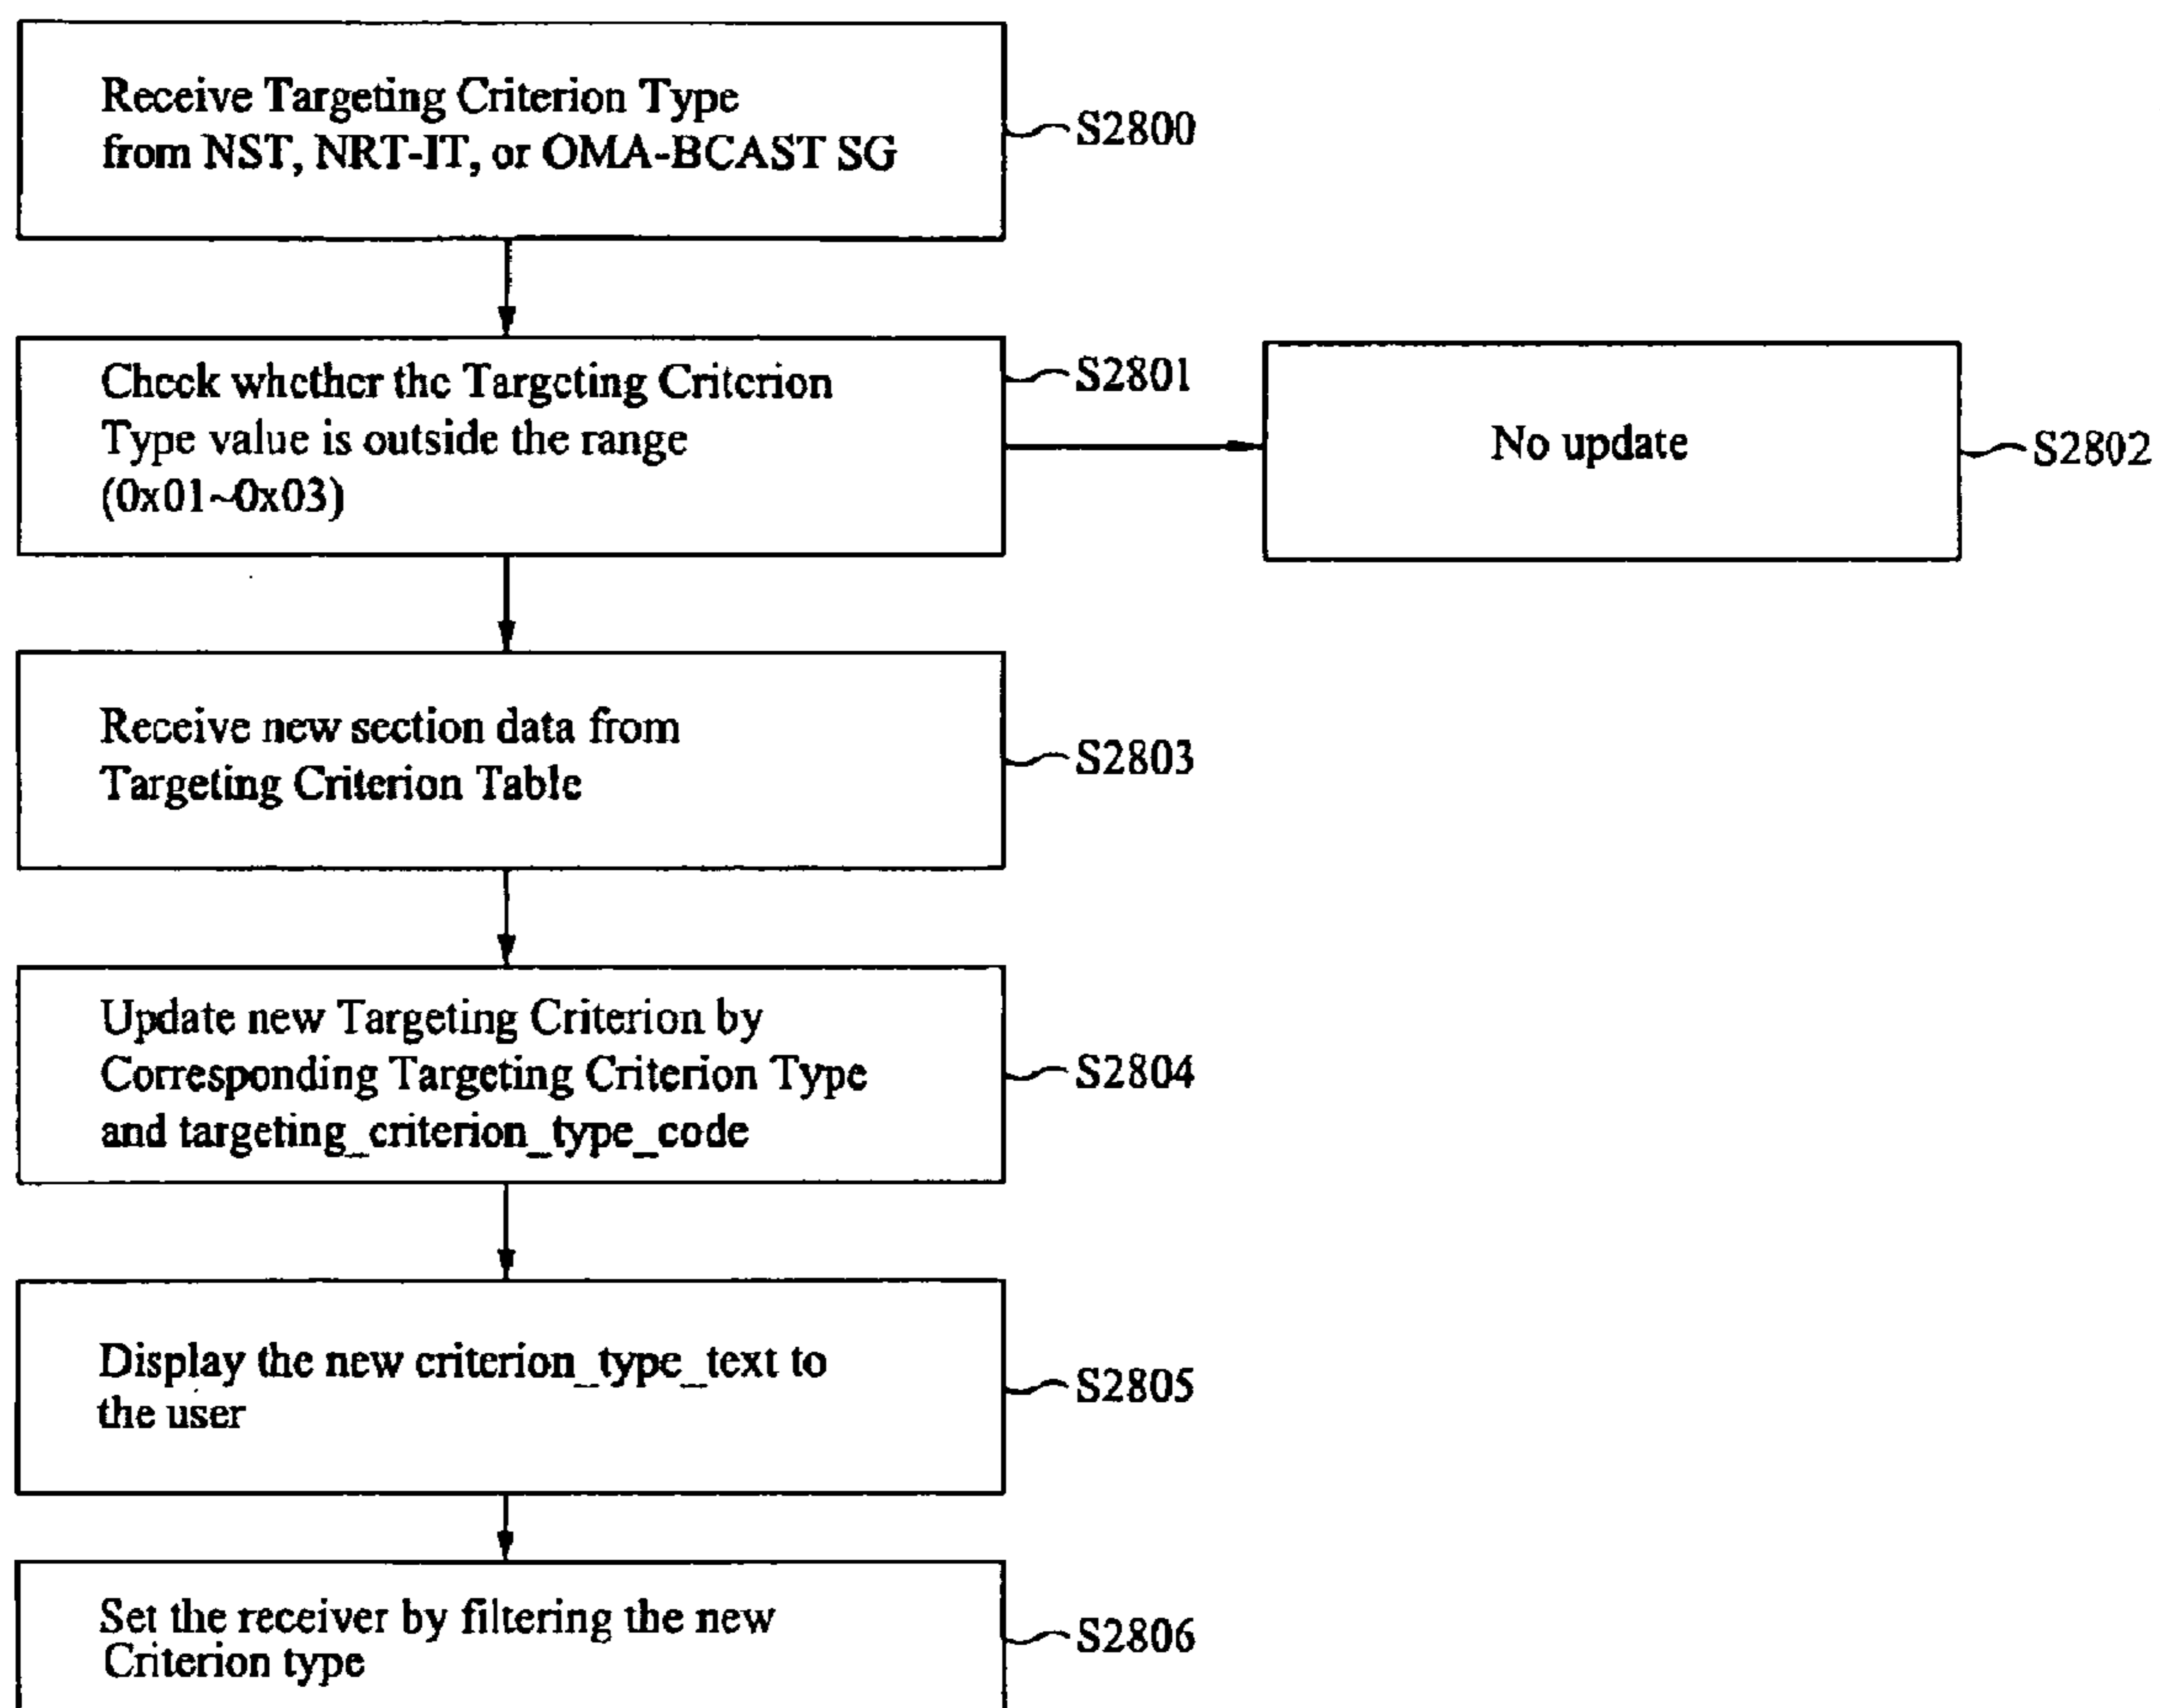 Receive Targeting Criterion Type
from NST, NRT-IT, or OMA-BCAST SG
S2800
Check whether the Targeting Criterion
Type value is outside the range
(0x01~0x03)
S2801
No update
S2802
Receive new section data from
Targeting Criterion Table
S2803
Update new Targeting Criterion by
Corresponding Targeting Criterion Type
and targeting_criterion_type_code
S2804
Display the new criterion_type_text to
the user
S2805
Set the receiver by filtering the new
Criterion type
S2806